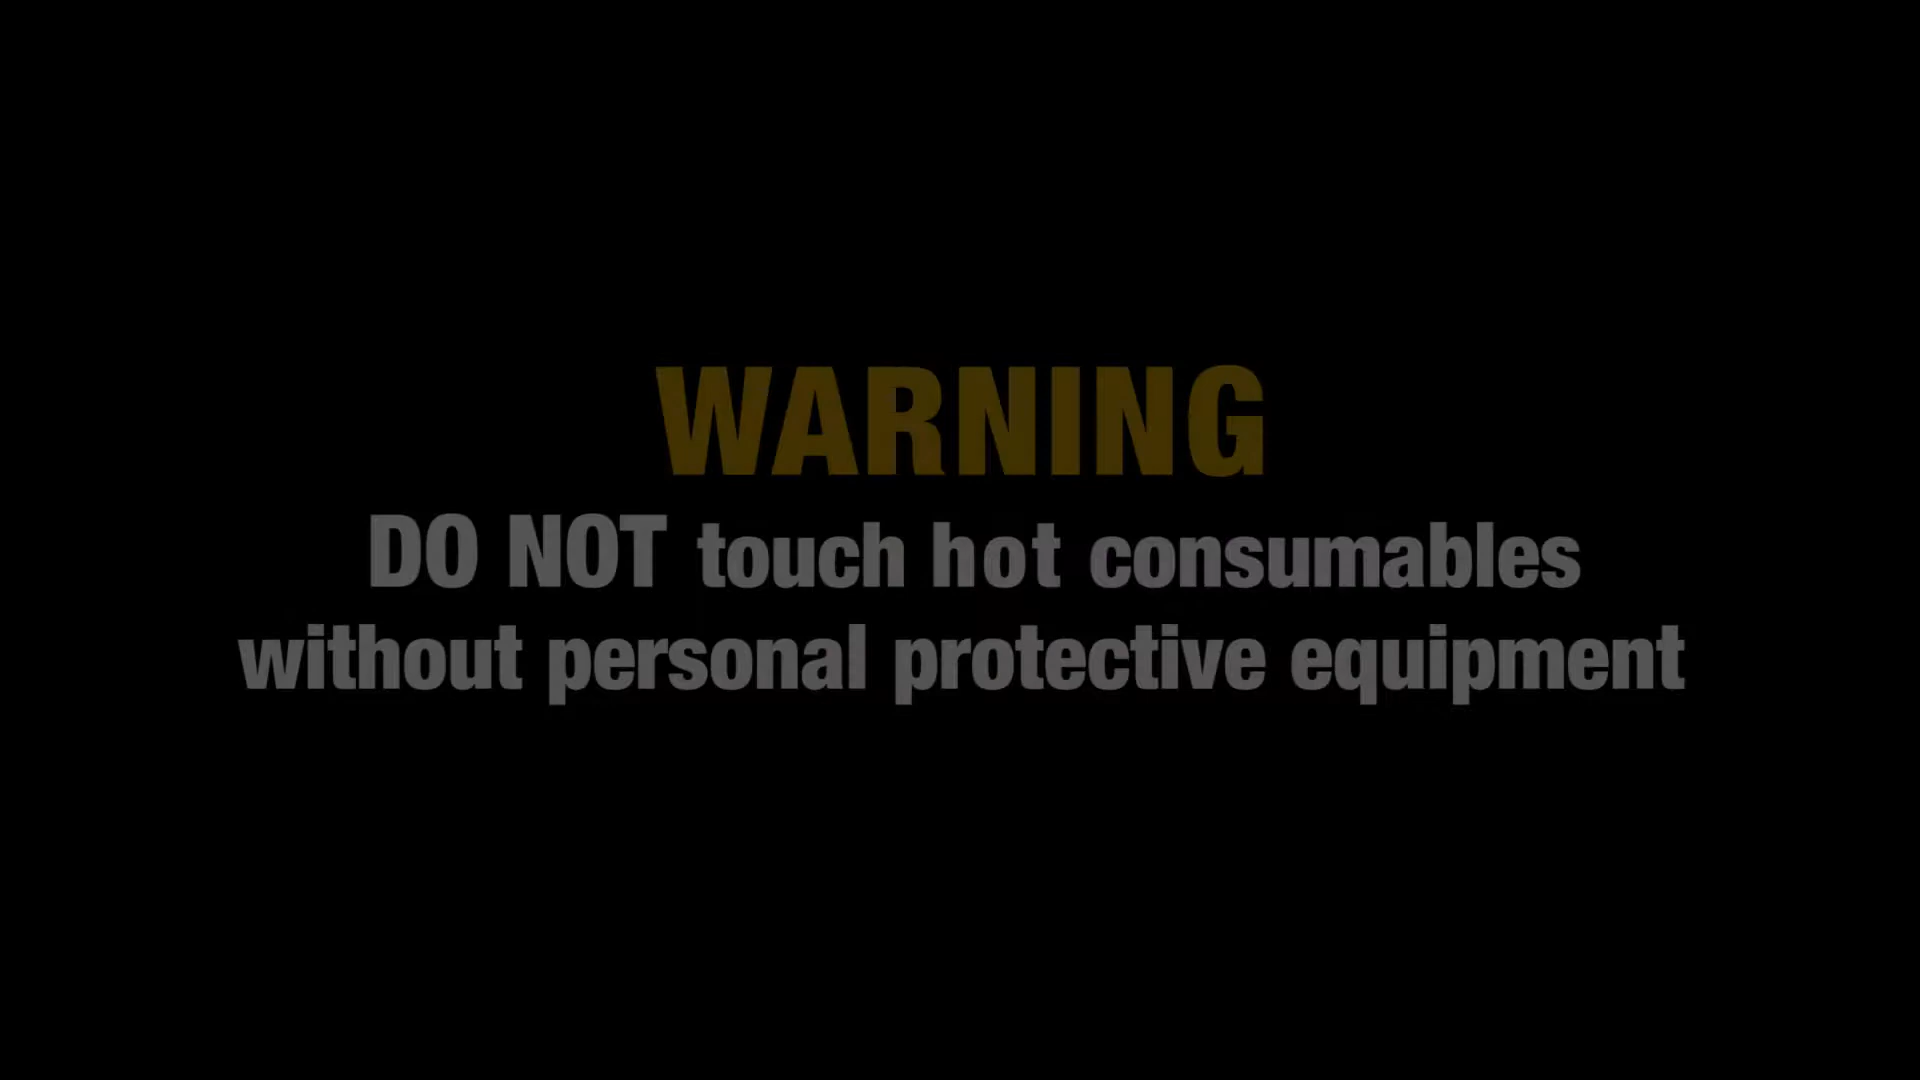 WARNING
DO NOT touch hot consumables
without personal protective equipment